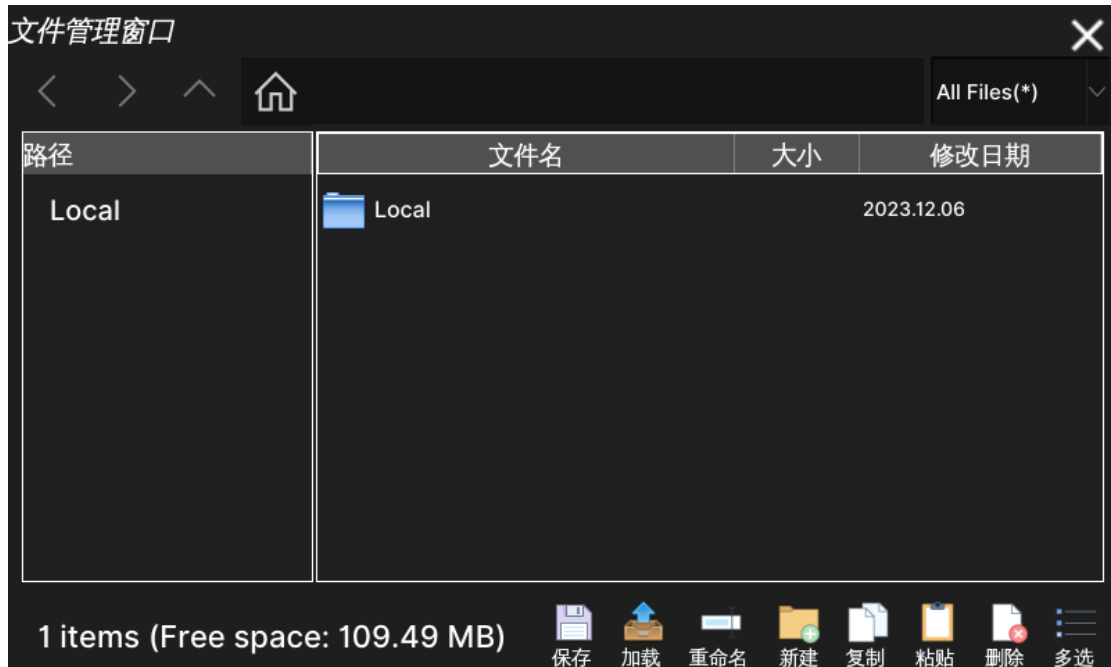 文件管理窗口
All Files(*)
路径
文件名 大小 修改日期
Local
Local 2023.12.06
1 items (Free space: 109.49 MB)
保存 加载 重命名 新建 复制 粘贴 删除 多选